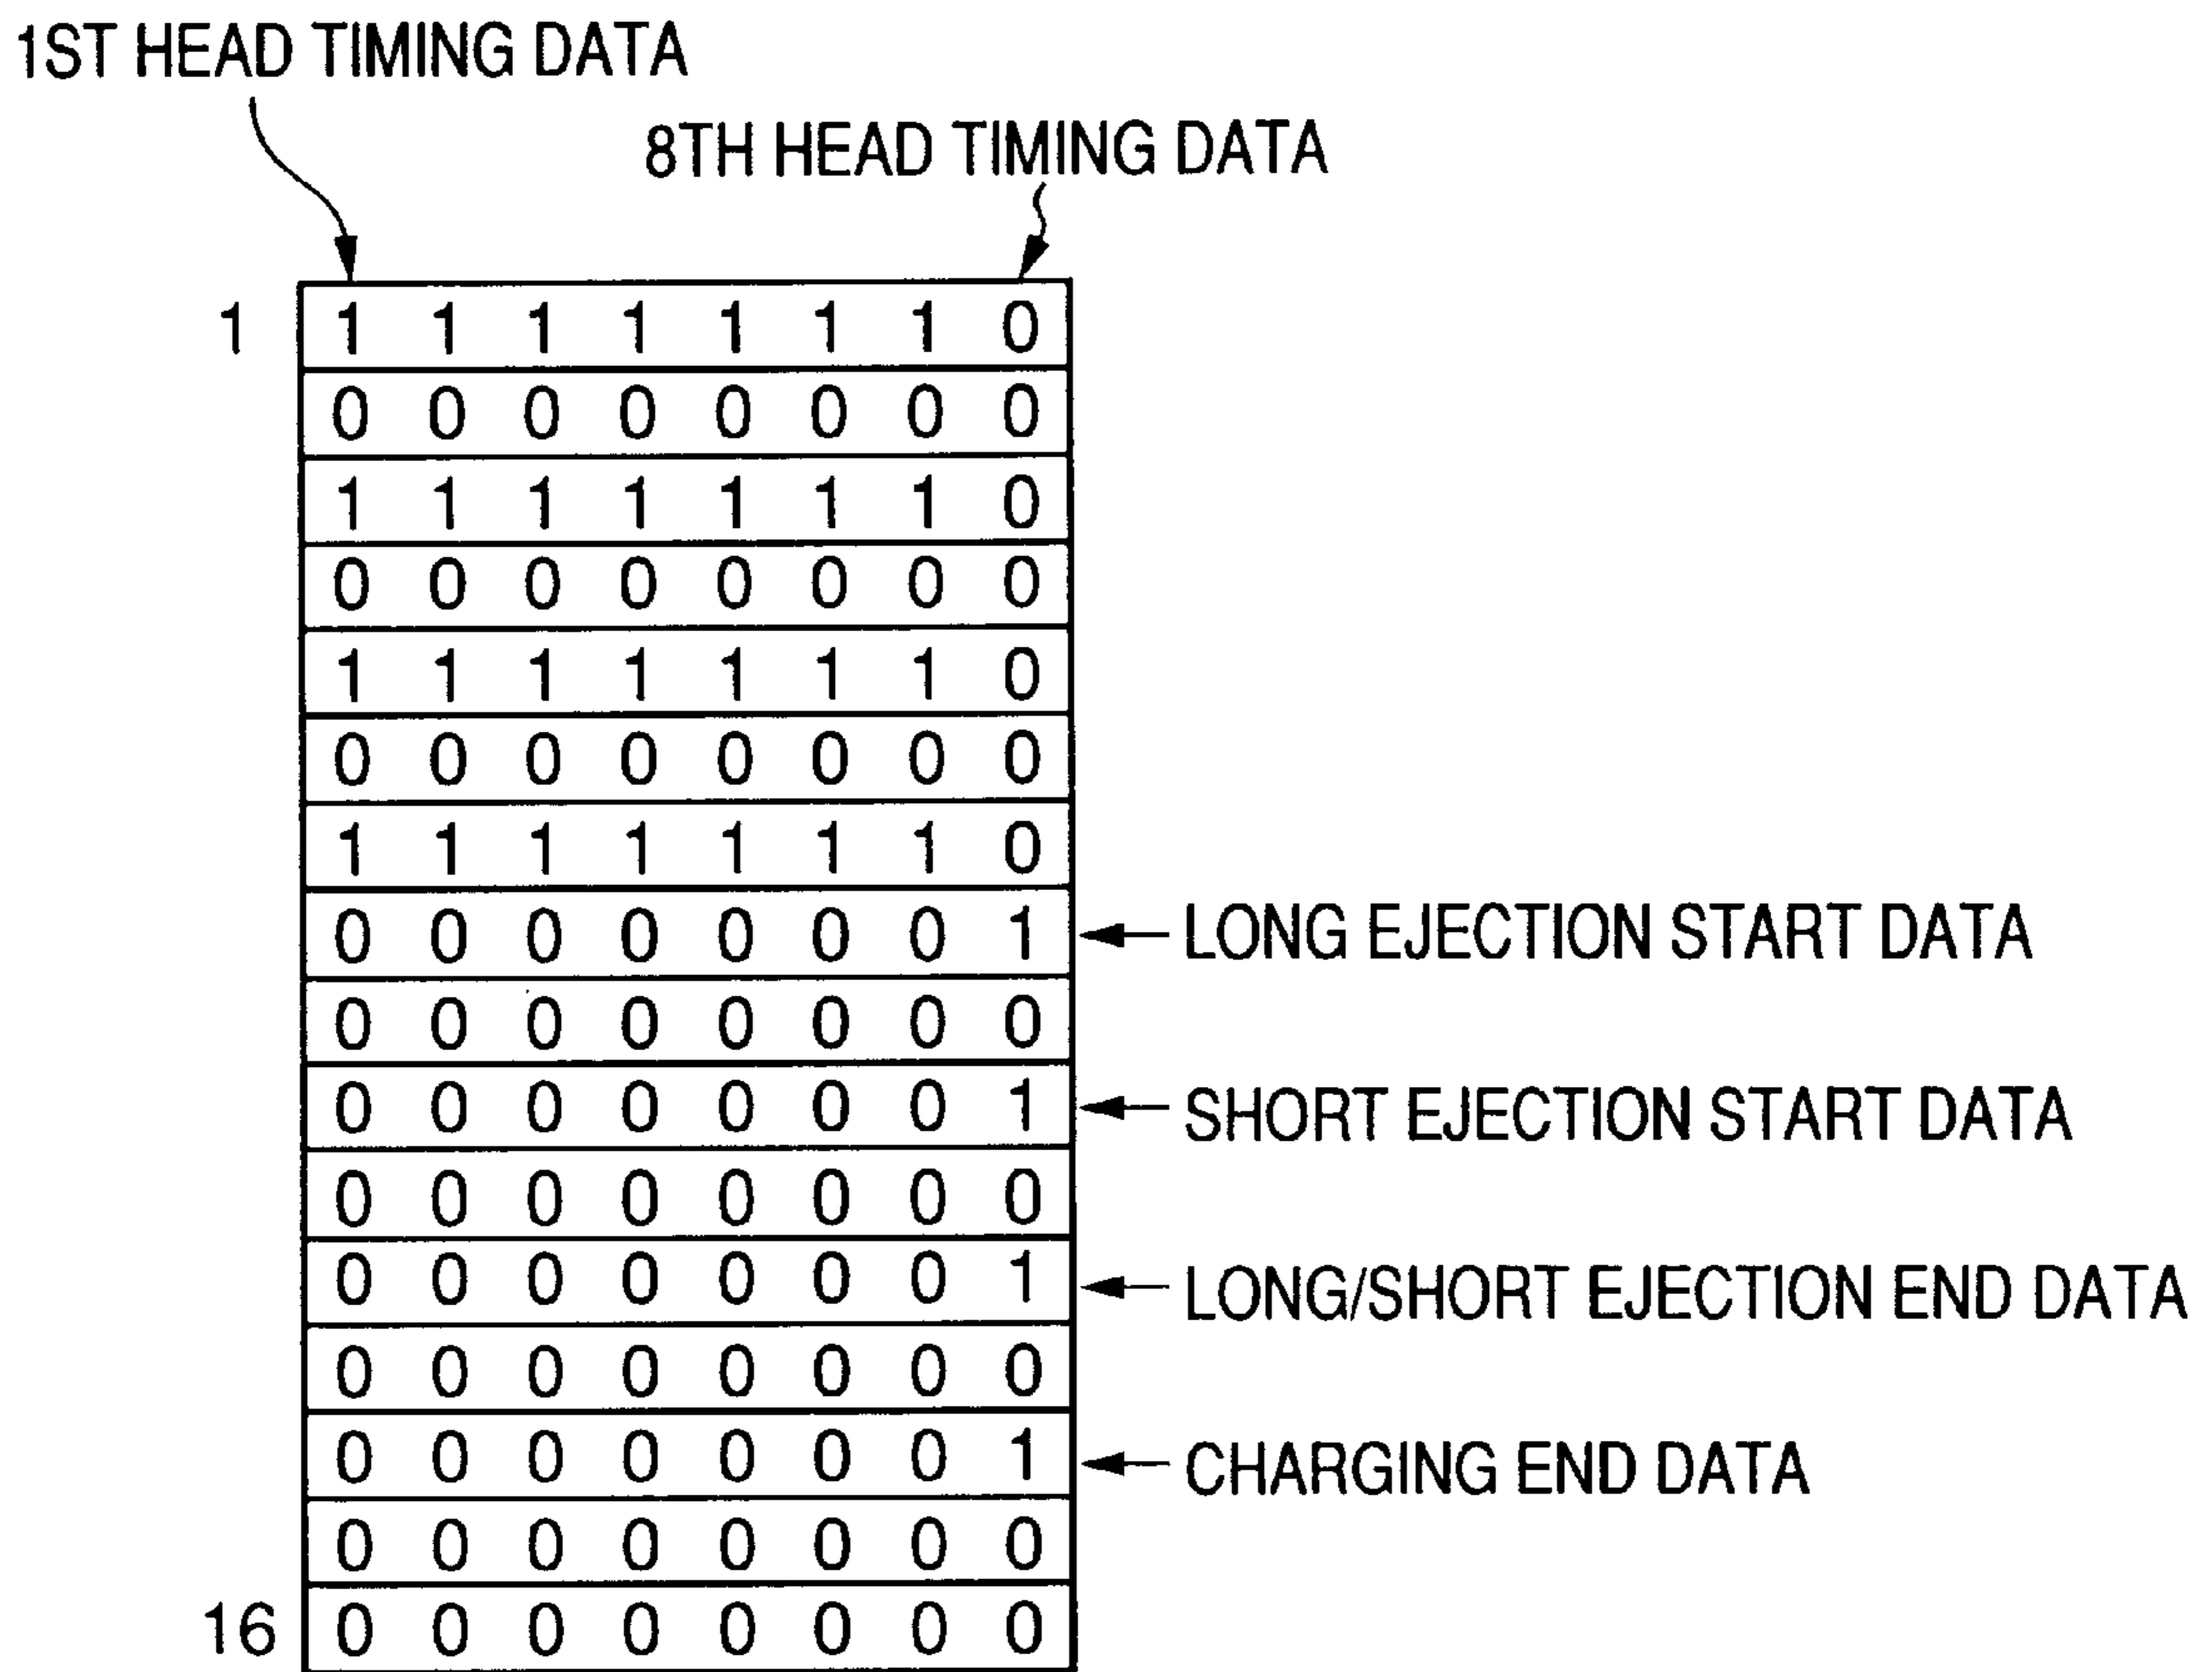 1ST HEAD TIMING DATA
8TH HEAD TIMING DATA
1 1 1 1 1 1 1 1 0
0 0 0 0 0 0 0 0
1 1 1 1 1 1 1 0
0 0 0 0 0 0 0 0
1 1 1 1 1 1 1 0
0 0 0 0 0 0 0 0
1 1 1 1 1 1 1 0
0 0 0 0 0 0 0 1 LONG EJECTION START DATA
0 0 0 0 0 0 0 0
0 0 0 0 0 0 0 1 SHORT EJECTION START DATA
0 0 0 0 0 0 0 0
0 0 0 0 0 0 0 1 LONG/SHORT EJECTION END DATA
0 0 0 0 0 0 0 0
0 0 0 0 0 0 0 1 CHARGING END DATA
0 0 0 0 0 0 0 0
16 0 0 0 0 0 0 0 0